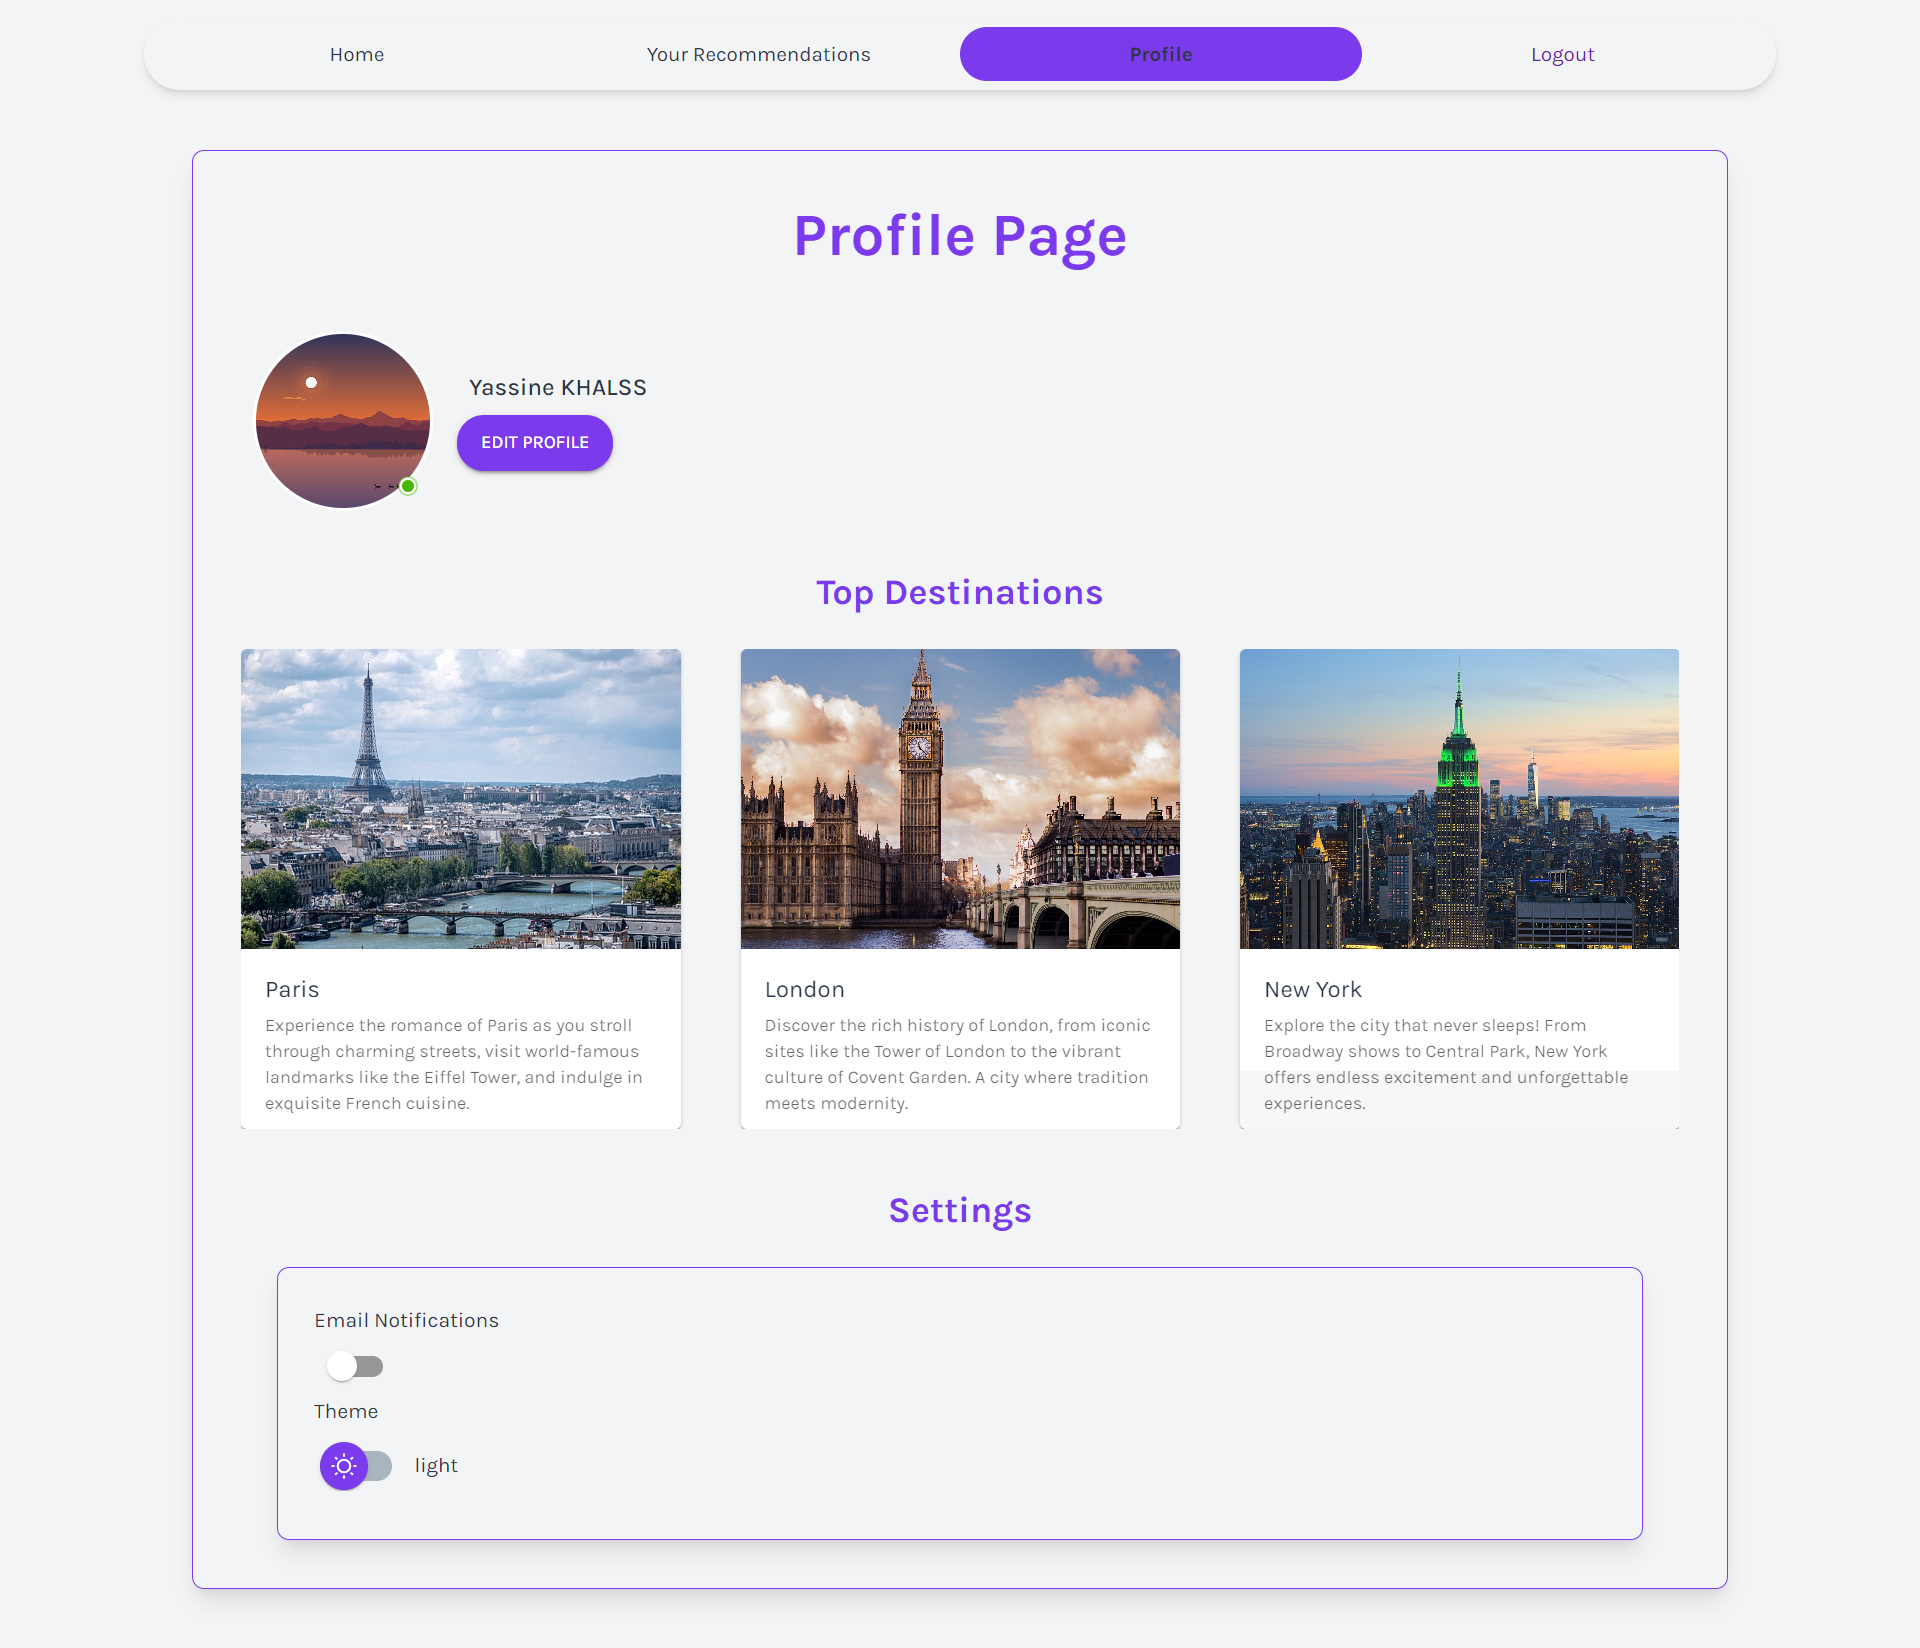 Home
Your Recommendations
Profile
Logout
Profile Page
Yassine KHALSS
EDIT PROFILE
Top Destinations
Paris
Experience the romance of Paris as you stroll
through charming streets, visit world-famous
landmarks like the Eiffel Tower, and indulge in
exquisite French cuisine.
London
Discover the rich history of London, from iconic
sites like the Tower of London to the vibrant
culture of Covent Garden. A city where tradition
meets modernity.
New York
Explore the city that never sleeps! From
Broadway shows to Central Park, New York
offers endless excitement and unforgettable
experiences.
Settings
Email Notifications
Theme
light